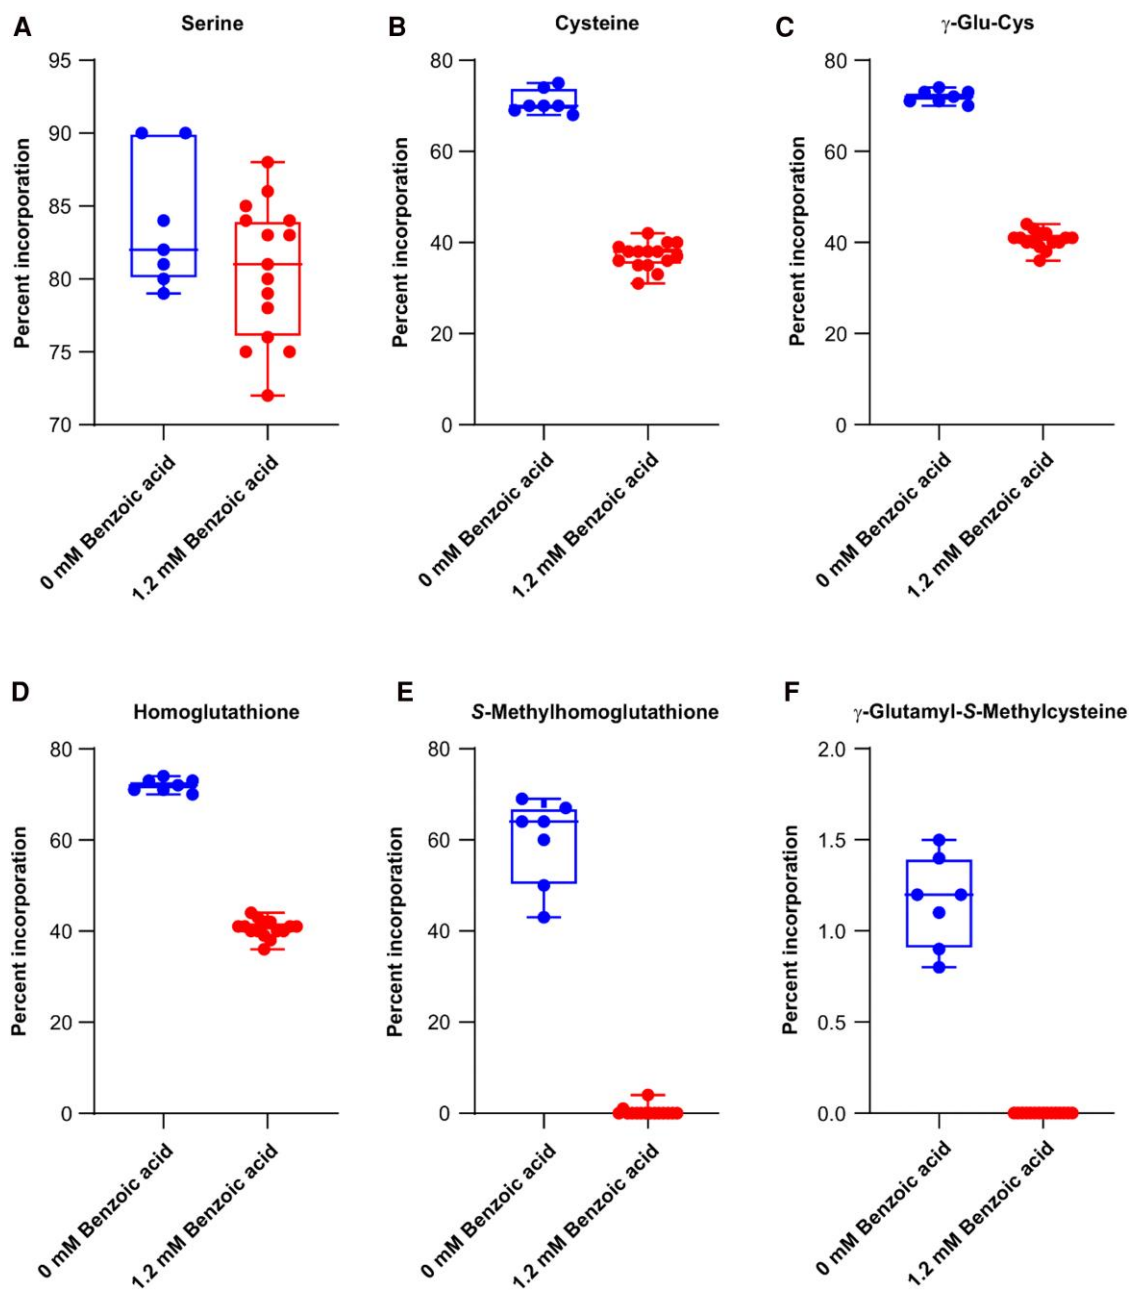 A Serine
95
90
85
80
75
70
Percent incorporation
0 mM Benzoic acid
1.2 mM Benzoic acid
B Cysteine
80
60
40
20
0
Percent incorporation
0 mM Benzoic acid
1.2 mM Benzoic acid
C γ-Glu-Cys
80
60
40
20
0
Percent incorporation
0 mM Benzoic acid
1.2 mM Benzoic acid
D Homoglutathione
80
60
40
20
0
Percent incorporation
0 mM Benzoic acid
1.2 mM Benzoic acid
E S-Methylhomoglutathione
80
60
40
20
0
Percent incorporation
0 mM Benzoic acid
1.2 mM Benzoic acid
F γ-Glutamyl-S-Methylcysteine
2.0
1.5
1.0
0.5
0.0
Percent incorporation
0 mM Benzoic acid
1.2 mM Benzoic acid